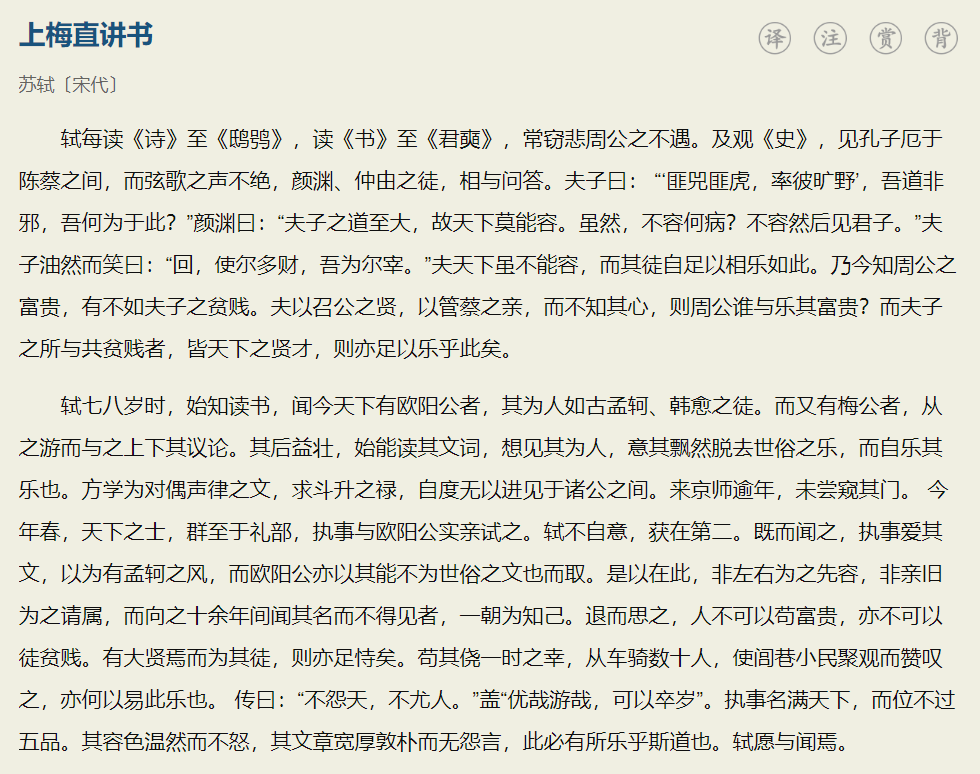 上梅直讲书
译 注 赏 背
苏轼〔宋代〕
轼每读《诗》至《鸱鸮》，读《书》至《君奭》，常窃悲周公之不遇。及观《史》，见孔子厄于
陈蔡之间，而弦歌之声不绝，颜渊、仲由之徒，相与问答。夫子曰： “‘匪兕匪虎，率彼旷野’，吾道非
邪，吾何为于此？”颜渊曰：“夫子之道至大，故天下莫能容。虽然，不容何病？不容然后见君子。”夫
子油然而笑曰：“回，使尔多财，吾为尔宰。”夫天下虽不能容，而其徒自足以相乐如此。乃今知周公之
富贵，有不如夫子之贫贱。夫以召公之贤，以管蔡之亲，而不知其心，则周公谁与乐其富贵？而夫子
之所与共贫贱者，皆天下之贤才，则亦足以乐乎此矣。
轼七八岁时，始知读书，闻今天下有欧阳公者，其为人如古孟轲、韩愈之徒。而又有梅公者，从
之游而与之上下其议论。其后益壮，始能读其文词，想见其为人，意其飘然脱去世俗之乐，而自乐其
乐也。方学为对偶声律之文，求斗升之禄，自度无以进见于诸公之间。来京师逾年，未尝窥其门。 今
年春，天下之士，群至于礼部，执事与欧阳公实亲试之。轼不自意，获在第二。既而闻之，执事爱其
文，以为有孟轲之风，而欧阳公亦以其能不为世俗之文也而取。是以在此，非左右为之先容，非亲旧
为之请属，而向之十余年间闻其名而不得见者，一朝为知己。退而思之，人不可以苟富贵，亦不可以
徒贫贱。有大贤焉而为其徒，则亦足恃矣。苟其侥一时之幸，从车骑数十人，使闾巷小民聚观而赞叹
之，亦何以易此乐也。 传曰：“不怨天，不尤人。”盖“优哉游哉，可以卒岁”。执事名满天下，而位不过
五品。其容色温然而不怒，其文章宽厚敦朴而无怨言，此必有所乐乎斯道也。轼愿与闻焉。